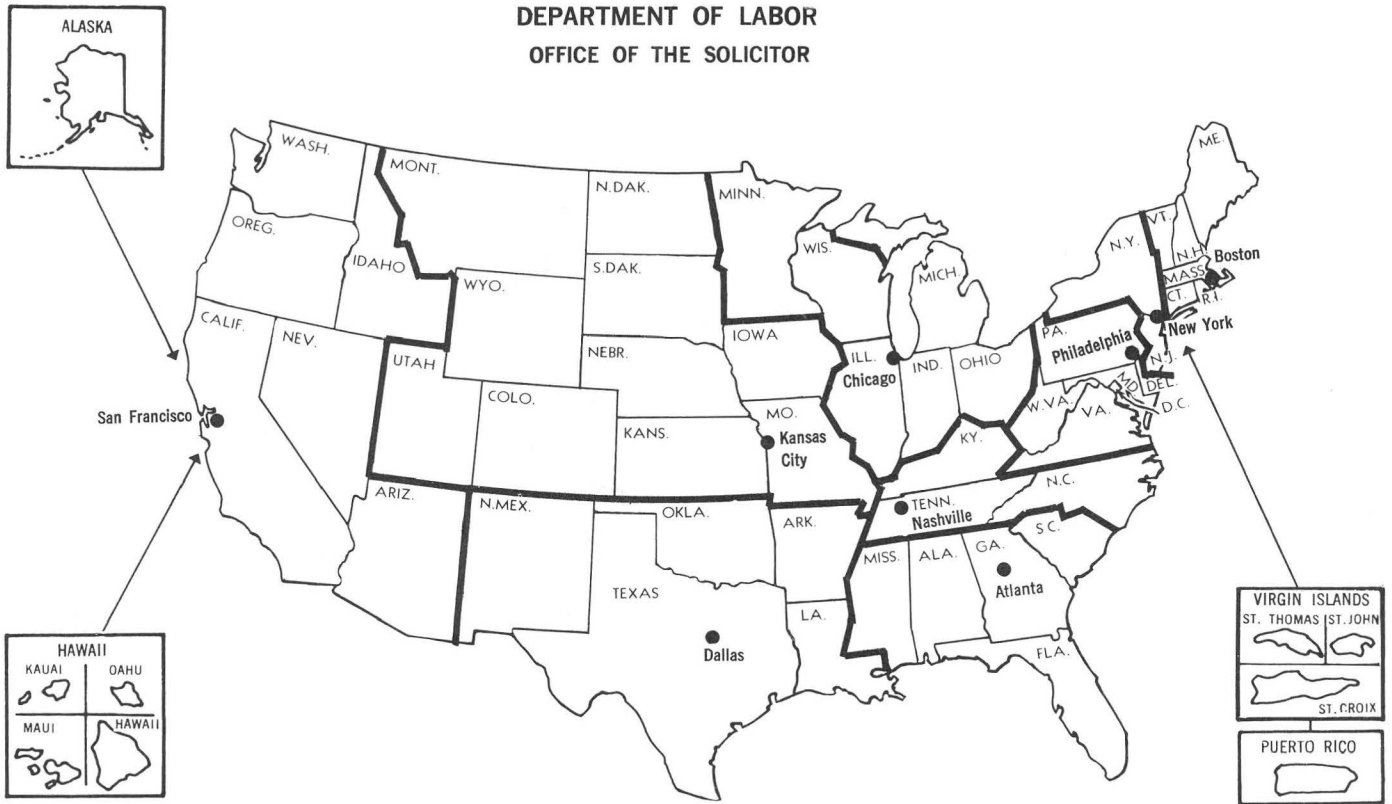 DEPARTMENT OF LABOR
OFFICE OF THE SOLICITOR
ALASKA
WASH.
MONT.
N.DAK.
MINN.
ME.
OREG.
IDAHO
S.DAK.
WIS.
MICH.
N.Y.
VT.
N.H.
Boston
MASS.
CT.
R.I.
WYO.
CALIF.
NEV.
UTAH
NEBR.
IOWA
ILL.
Chicago
IND.
OHIO
PA.
Philadelphia
New York
N.J.
MD.
DEL.
D.C.
San Francisco
COLO.
KANS.
MO.
Kansas
City
W.VA.
VA.
KY.
ARIZ.
N.MEX.
OKLA.
ARK.
TENN.
Nashville
N.C.
S.C.
TEXAS
Dallas
LA.
MISS.
ALA.
GA.
Atlanta
FLA.
HAWAII
KAUAI
OAHU
MAUI
HAWAII
VIRGIN ISLANDS
ST. THOMAS
ST. JOHN
ST. CROIX
PUERTO RICO